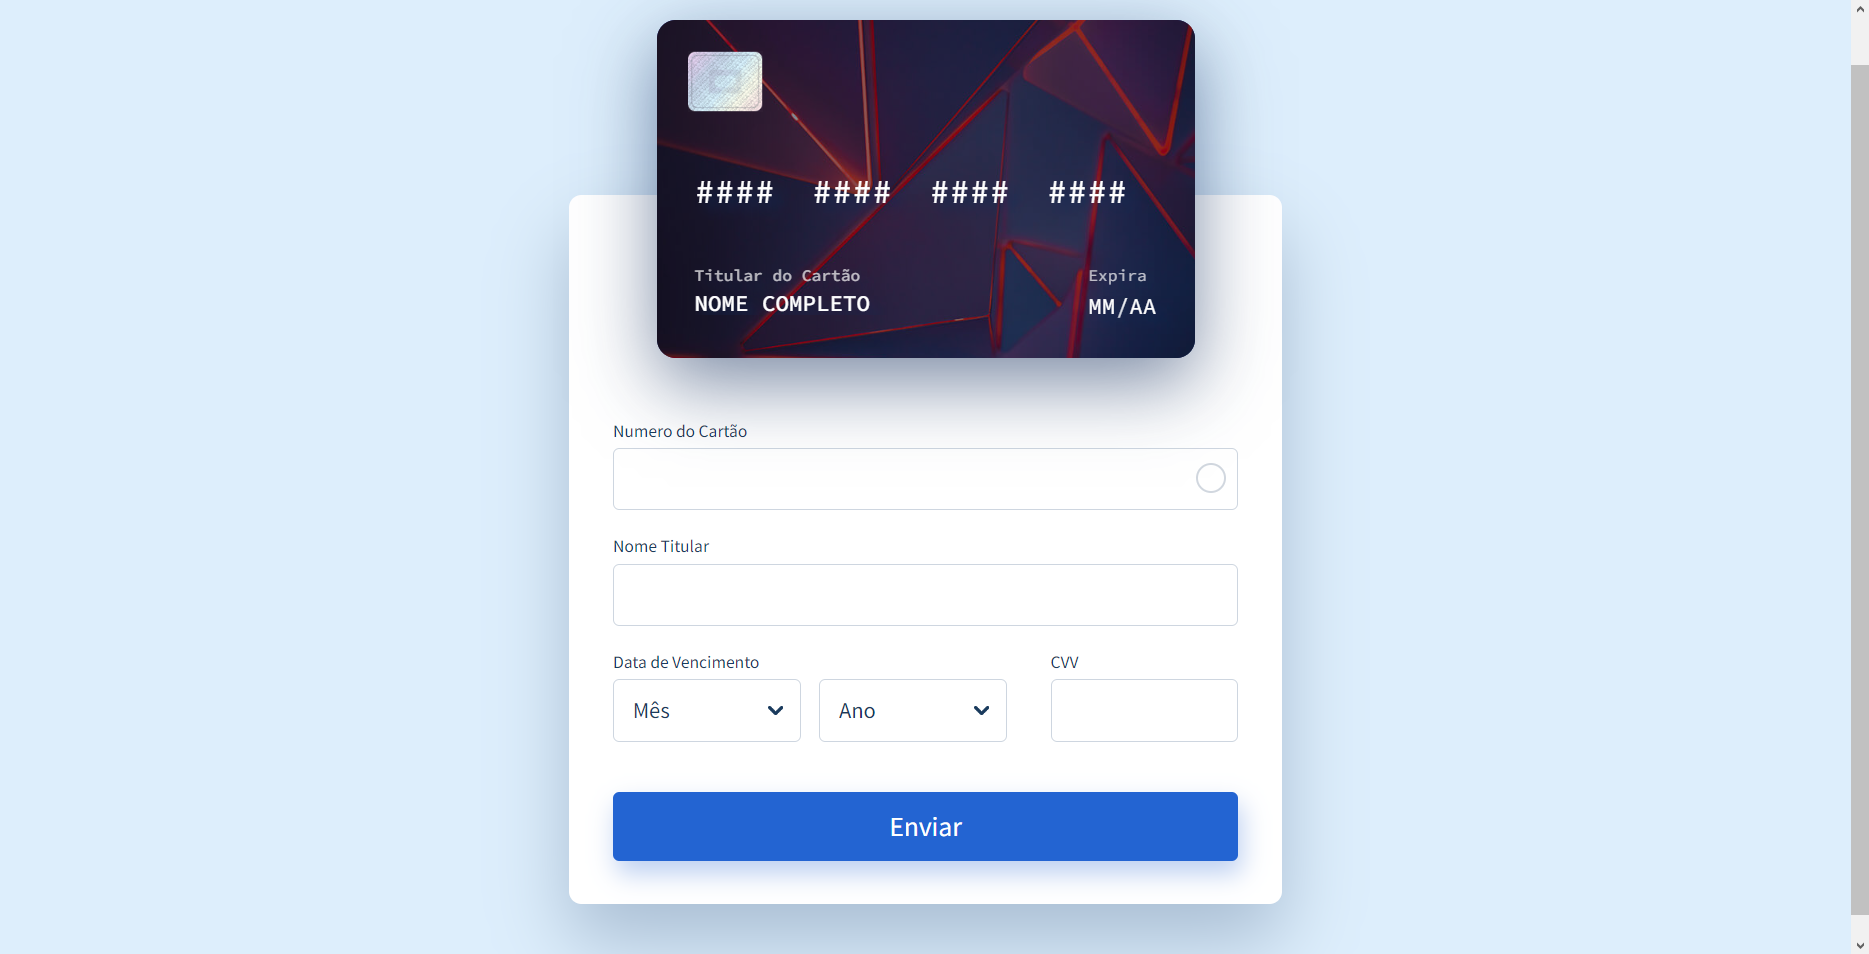 #### #### #### ####
Titular do Cartão
NOME COMPLETO
Expira
MM/AA
Numero do Cartão
Nome Titular
Data de Vencimento
CVV
Mês
Ano
Enviar